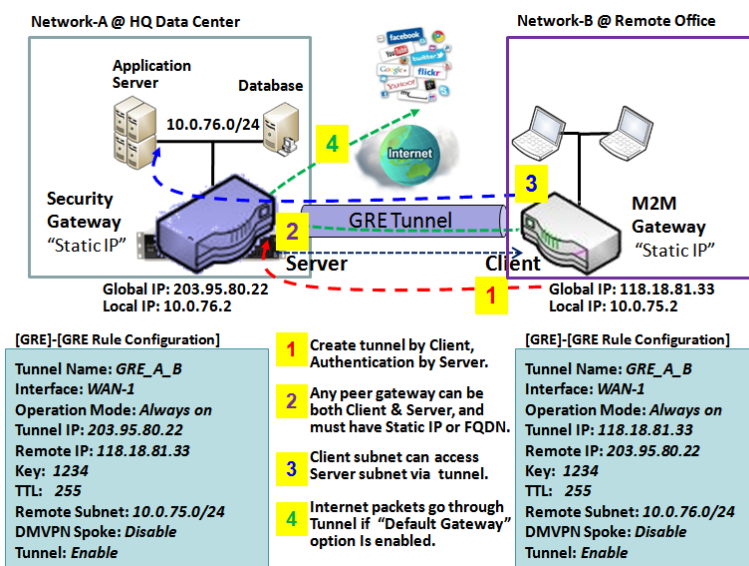 Network-A @ HQ Data Center
Network-B @ Remote Office
facebook
You Tube
twitter
Google+
flickr
YAHOO!
Application
Server
Database
10.0.76.0/24
4
Internet
3
Security
Gateway
"Static IP"
GRE Tunnel
2
M2M
Gateway
"Static IP"
Server
Client
1
Global IP: 203.95.80.22
Local IP: 10.0.76.2
Global IP: 118.18.81.33
Local IP: 10.0.75.2
[GRE]-[GRE Rule Configuration]
Tunnel Name: GRE_A_B
Interface: WAN-1
Operation Mode: Always on
Tunnel IP: 203.95.80.22
Remote IP: 118.18.81.33
Key: 1234
TTL: 255
Remote Subnet: 10.0.75.0/24
DMVPN Spoke: Disable
Tunnel: Enable
1 Create tunnel by Client,
Authentication by Server.
2 Any peer gateway can be
both Client & Server, and
must have Static IP or FQDN.
3 Client subnet can access
Server subnet via tunnel.
4 Internet packets go through
Tunnel if "Default Gateway"
option Is enabled.
[GRE]-[GRE Rule Configuration]
Tunnel Name: GRE_A_B
Interface: WAN-1
Operation Mode: Always on
Tunnel IP: 118.18.81.33
Remote IP: 203.95.80.22
Key: 1234
TTL: 255
Remote Subnet: 10.0.76.0/24
DMVPN Spoke: Disable
Tunnel: Enable